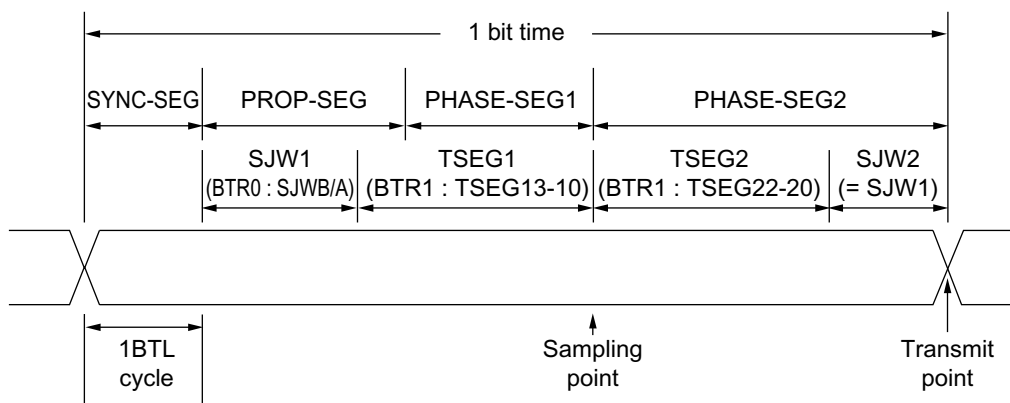 1 bit time
SYNC-SEG PROP-SEG PHASE-SEG1 PHASE-SEG2
SJW1
(BTR0 : SJWB/A)
TSEG1
(BTR1 : TSEG13-10)
TSEG2
(BTR1 : TSEG22-20)
SJW2
(= SJW1)
1BTL
cycle
Sampling
point
Transmit
point